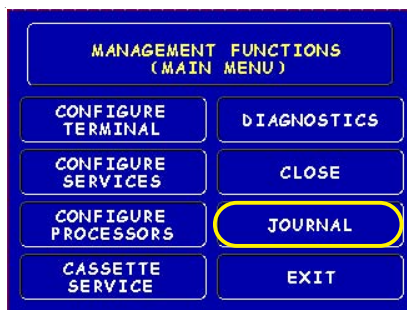 MANAGEMENT FUNCTIONS
(MAIN MENU)
CONFIGURE
TERMINAL
DIAGNOSTICS
CONFIGURE
SERVICES
CLOSE
CONFIGURE
PROCESSORS
JOURNAL
CASSETTE
SERVICE
EXIT